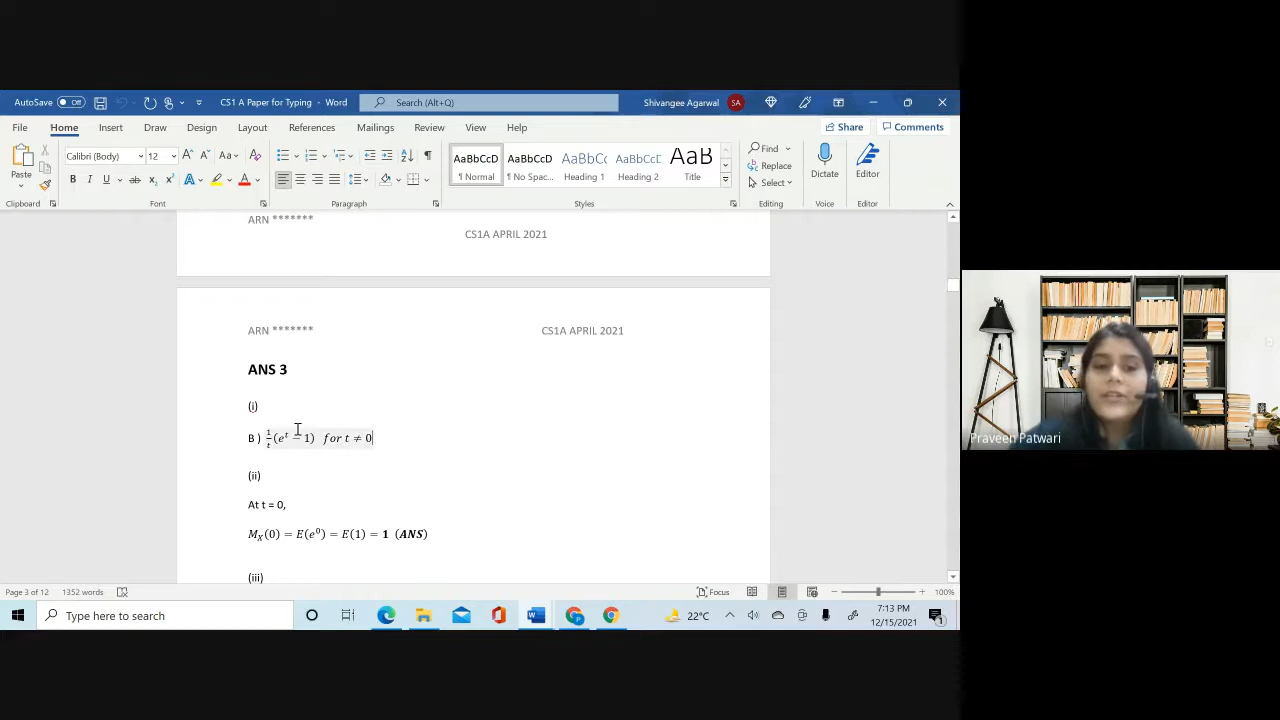 AutoSave Off CS1 A Paper for Typing - Word Search (Alt+Q) Shivangee Agarwal SA
File Home Insert Draw Design Layout References Mailings Review View Help Share Comments
Paste Calibri (Body) 12 AaBbCcD ¶ Normal AaBbCcD ¶ No Spac... AaBbCc Heading 1 AaBbCcD Heading 2 AaB Title Find Replace Select Dictate Editor
Clipboard Font Paragraph Styles Editing Voice Editor
ARN *******
CS1A APRIL 2021
ARN ******* CS1A APRIL 2021
ANS 3
(i)
B ) 1/t (e^t − 1) for t ≠ 0
(ii)
At t = 0,
M_X(0) = E(e^0) = E(1) = 1 (ANS)
(iii)
Praveen Patwari
Page 3 of 12 1352 words Focus 100%
Type here to search 22°C 7:13 PM
12/15/2021 1